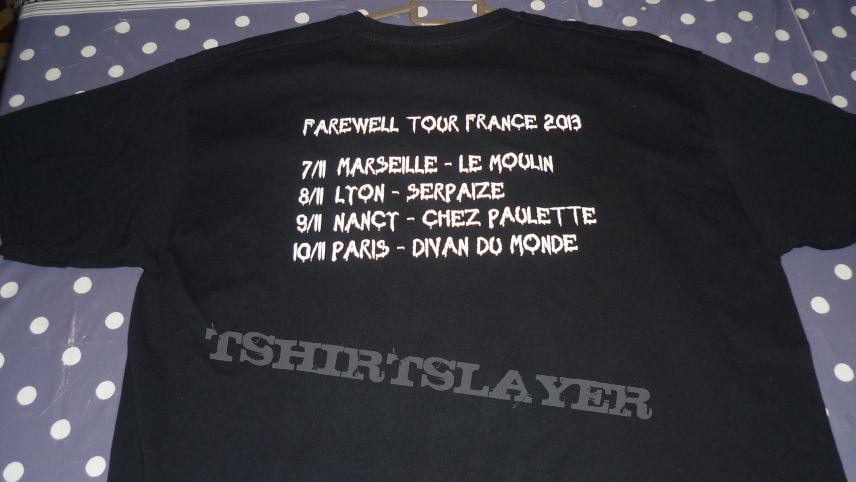 FAREWELL TOUR FRANCE 2013
7/11 MARSEILLE - LE MOULIN
8/11 LYON - SERPAIZE
9/11 NANCY - CHEZ PAULETTE
10/11 PARIS - DIVAN DU MONDE
TSHIRTSLAYER